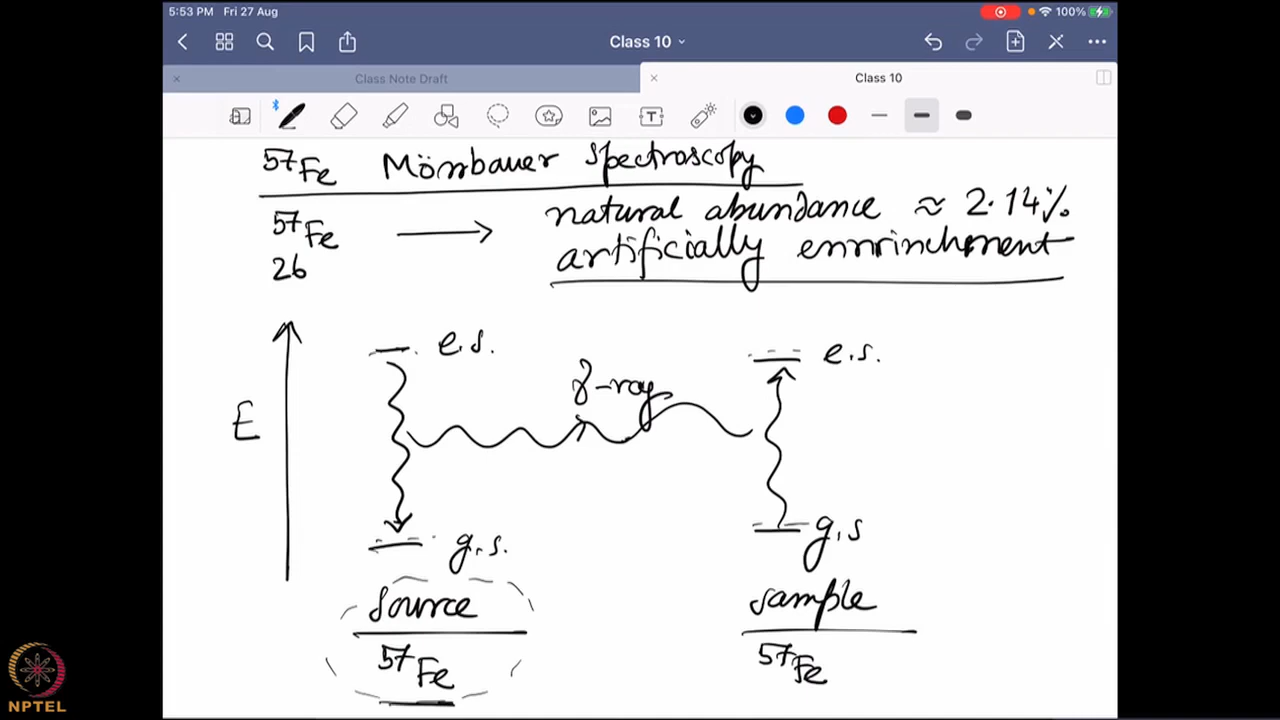 5:53 PM Fri 27 Aug 100%
Class 10
Class Note Draft Class 10
57Fe Mössbauer spectroscopy
57Fe → natural abundance ≈ 2.14%
26 artificially ennrinchment
E
e.s. e.s.
γ-ray
g.s. g.s
source sample
57Fe 57Fe
NPTEL